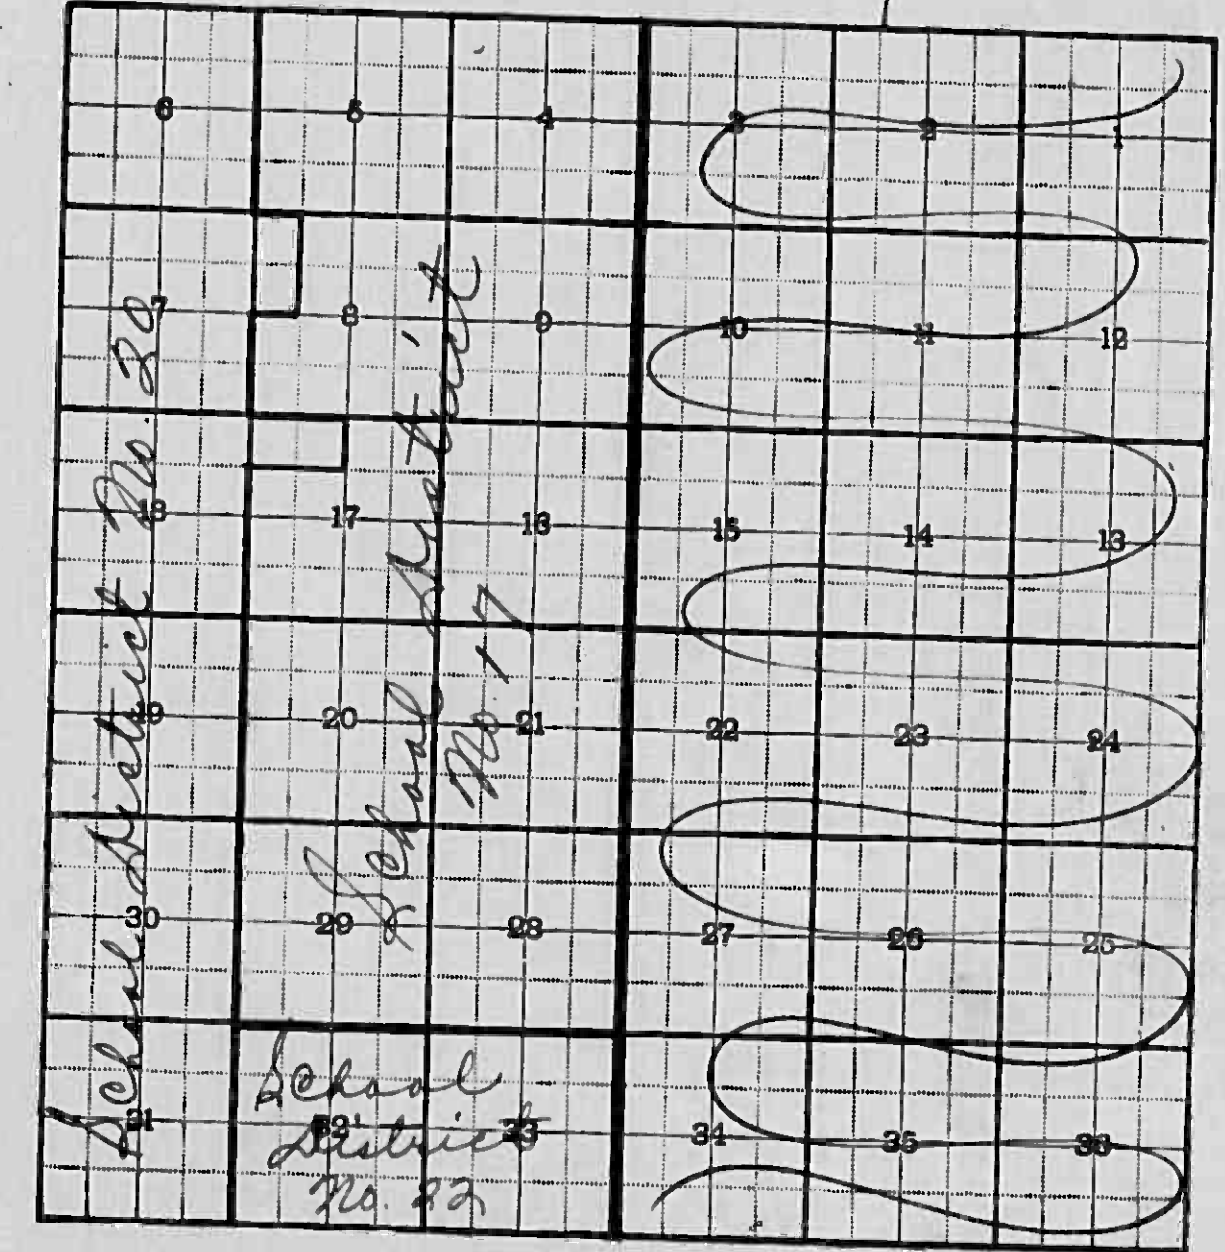 6 5 4 3 2 1
7 8 9 10 11 12
18 17 16 15 14 13
19 20 21 22 23 24
30 29 28 27 26 25
31 32 33 34 35 36
School District No. 20
School District
No. 17
School
District
No. 22